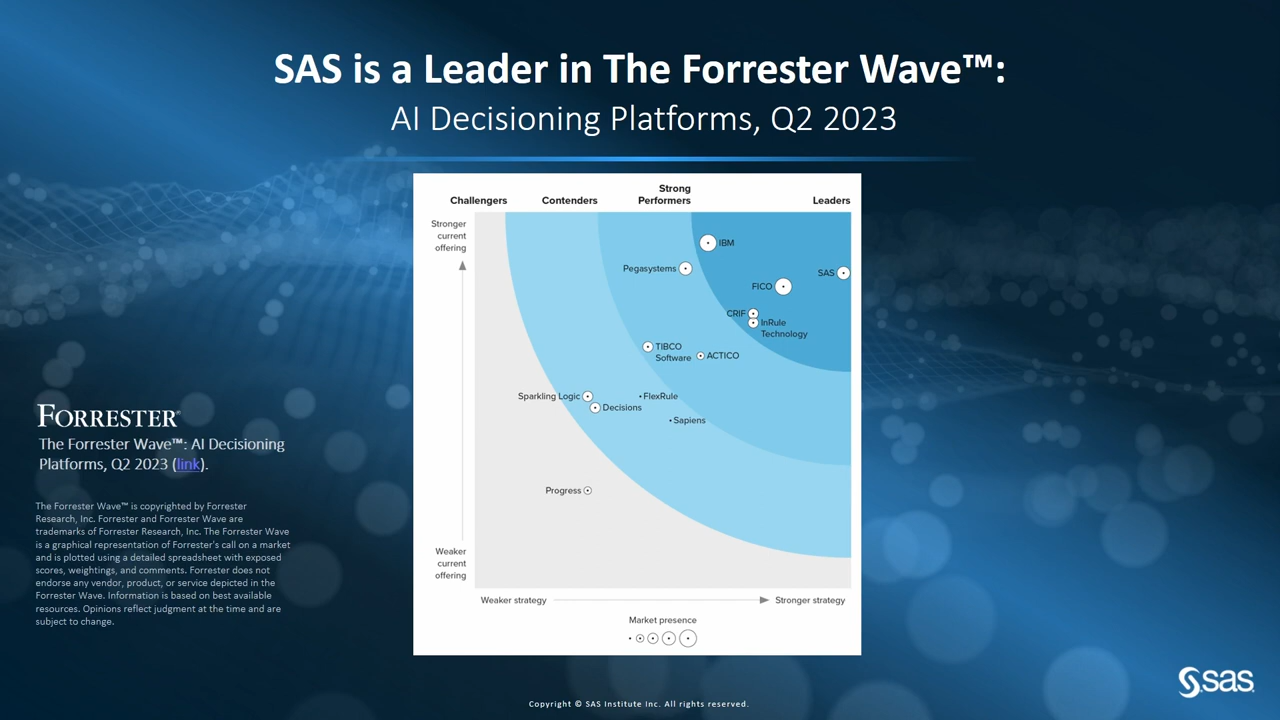 SAS is a Leader in The Forrester Wave™:
AI Decisioning Platforms, Q2 2023
Challengers
Contenders
Strong
Performers
Leaders
Stronger
current
offering
IBM
Pegasystems
SAS
FICO
CRIF
InRule
Technology
TIBCO
Software
ACTICO
Sparkling Logic
FlexRule
Decisions
Sapiens
Progress
Weaker
current
offering
Weaker strategy
Stronger strategy
Market presence
FORRESTER®
The Forrester Wave™: AI Decisioning
Platforms, Q2 2023 (link).
The Forrester Wave™ is copyrighted by Forrester
Research, Inc. Forrester and Forrester Wave are
trademarks of Forrester Research, Inc. The Forrester Wave
is a graphical representation of Forrester's call on a market
and is plotted using a detailed spreadsheet with exposed
scores, weightings, and comments. Forrester does not
endorse any vendor, product, or service depicted in the
Forrester Wave. Information is based on best available
resources. Opinions reflect judgment at the time and are
subject to change.
sas
Copyright © SAS Institute Inc. All rights reserved.